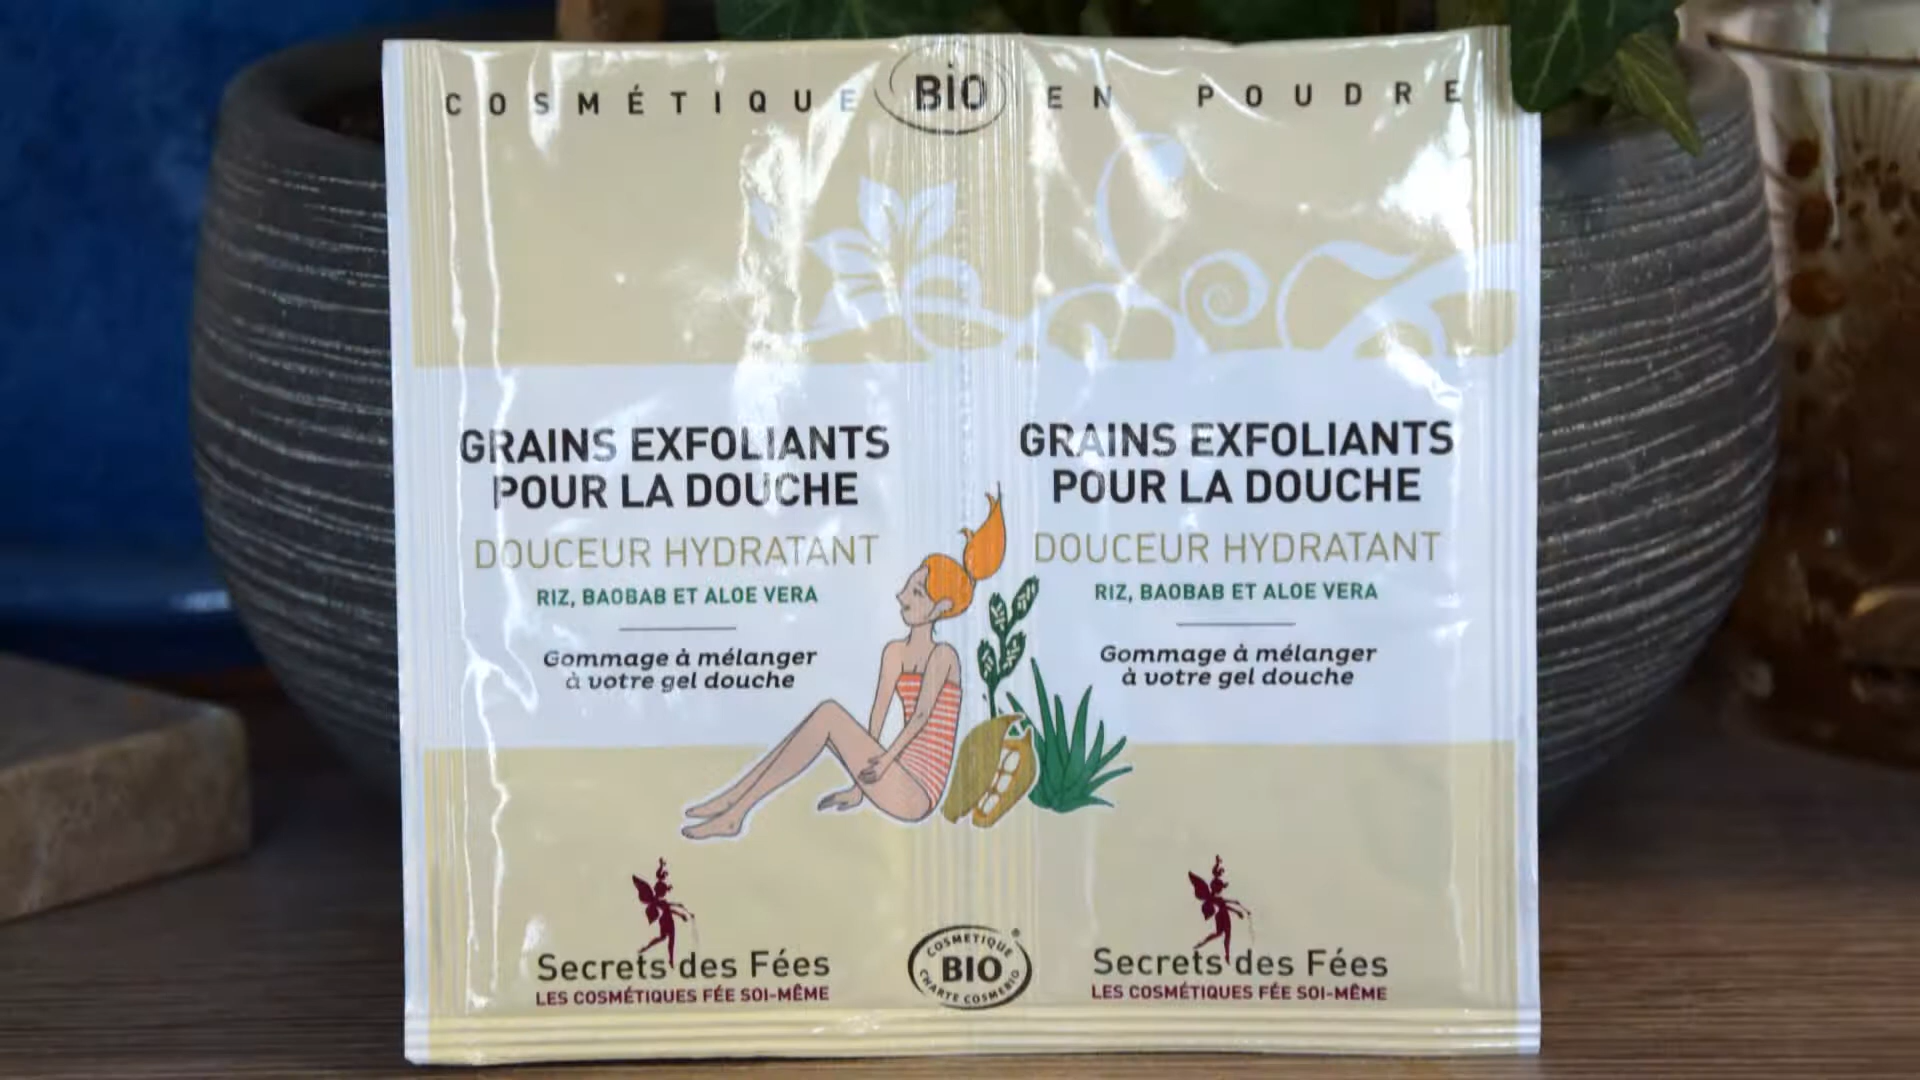 COSMÉTIQUE BIO EN POUDRE
GRAINS EXFOLIANTS
POUR LA DOUCHE
DOUCEUR HYDRATANT
RIZ, BAOBAB ET ALOE VERA
Gommage à mélanger
à votre gel douche
Secrets des Fées
LES COSMÉTIQUES FÉE SOI-MÊME
GRAINS EXFOLIANTS
POUR LA DOUCHE
DOUCEUR HYDRATANT
RIZ, BAOBAB ET ALOE VERA
Gommage à mélanger
à votre gel douche
Secrets des Fées
LES COSMÉTIQUES FÉE SOI-MÊME
COSMETIQUE
BIO
CHARTE COSMEBIO